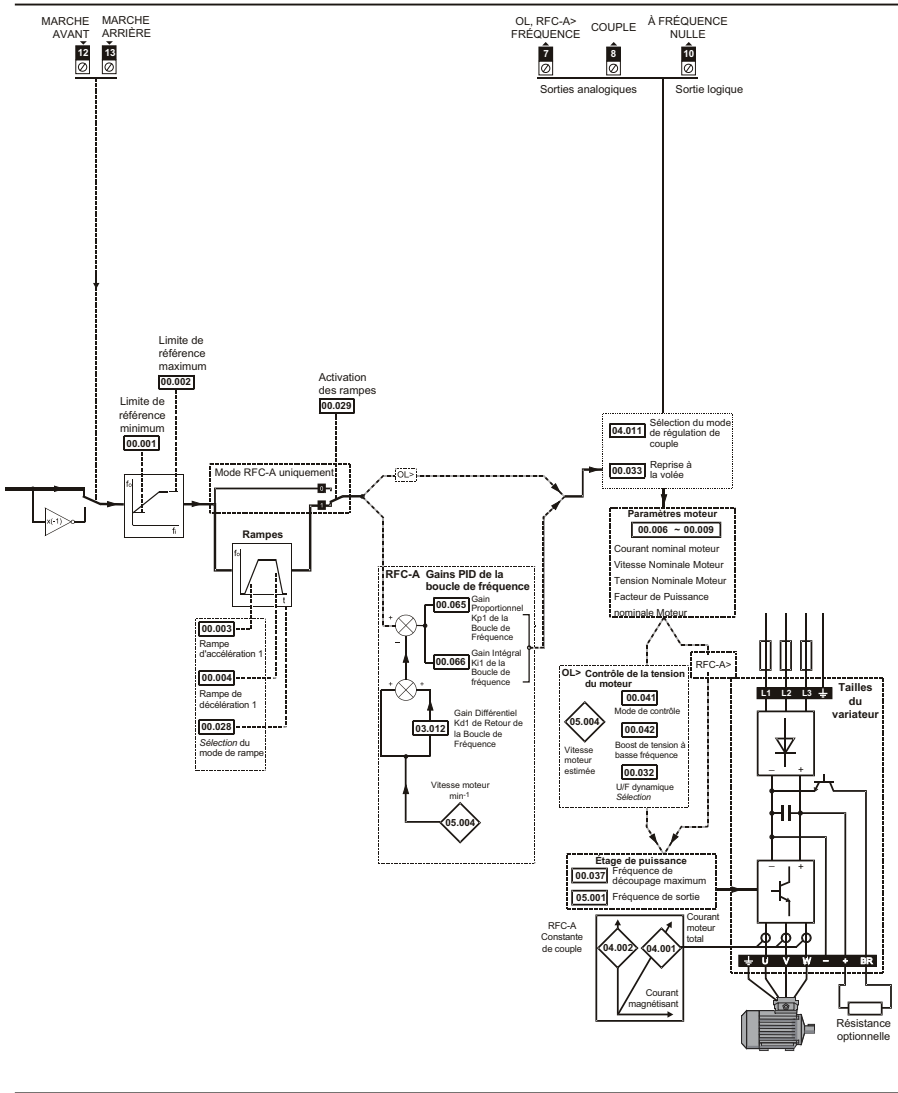 MARCHE
AVANT
MARCHE
ARRIÈRE
12
13
OL, RFC-A>
FRÉQUENCE
COUPLE
À FRÉQUENCE
NULLE
7
8
10
Sorties analogiques
Sortie logique
Limite de
référence
maximum
00.002
Limite de
référence
minimum
00.001
Activation
des rampes
00.029
Mode RFC-A uniquement
OL>
0
1
x(-1)
f₀
fᵢ
Rampes
f₀
t
00.003
Rampe
d'accélération 1
00.004
Rampe de
décélération 1
00.028
Sélection du
mode de rampe
RFC-A Gains PID de la
boucle de fréquence
+
–
00.065
Gain
Proportionnel
Kp1 de la
Boucle de
Fréquence
00.066
Gain Intégral
Ki1 de la
Boucle de
fréquence
+ +
03.012
Gain Différentiel
Kd1 de Retour de
la Boucle de
Fréquence
Vitesse moteur
min-1
05.004
04.011
Sélection du mode
de régulation de
couple
00.033
Reprise à
la volée
Paramètres moteur
00.006 ~ 00.009
Courant nominal moteur
Vitesse Nominale Moteur
Tension Nominale Moteur
Facteur de Puissance
nominale Moteur
RFC-A>
OL> Contrôle de la tension
du moteur
00.041
Mode de contrôle
05.004
Vitesse
moteur
estimée
00.042
Boost de tension à
basse fréquence
00.032
U/F dynamique
Sélection
Étage de puissance
00.037
Fréquence de
découpage maximum
05.001
Fréquence de sortie
RFC-A
Constante
de couple
04.002
04.001
Courant
moteur
total
Courant
magnétisant
L1 L2 L3
Tailles
du
variateur
– +
– +
U V W – + BR
Résistance
optionnelle